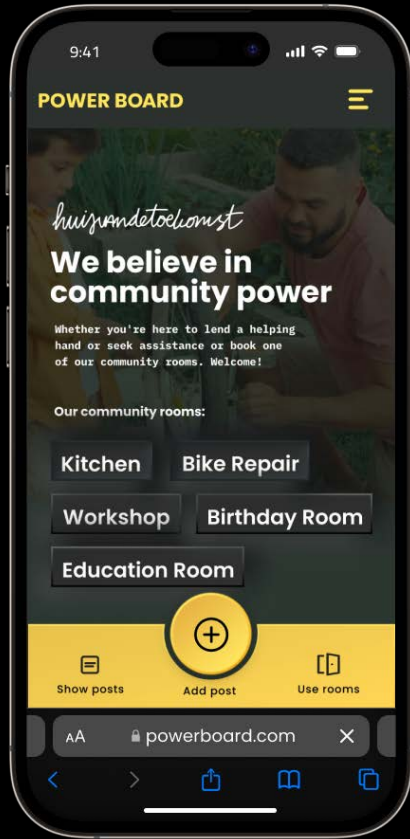 9:41
POWER BOARD
huisvandetoekomst
We believe in
community power
Whether you're here to lend a helping
hand or seek assistance or book one
of our community rooms. Welcome!
Our community rooms:
Kitchen Bike Repair
Workshop Birthday Room
Education Room
Show posts Add post Use rooms
AA powerboard.com